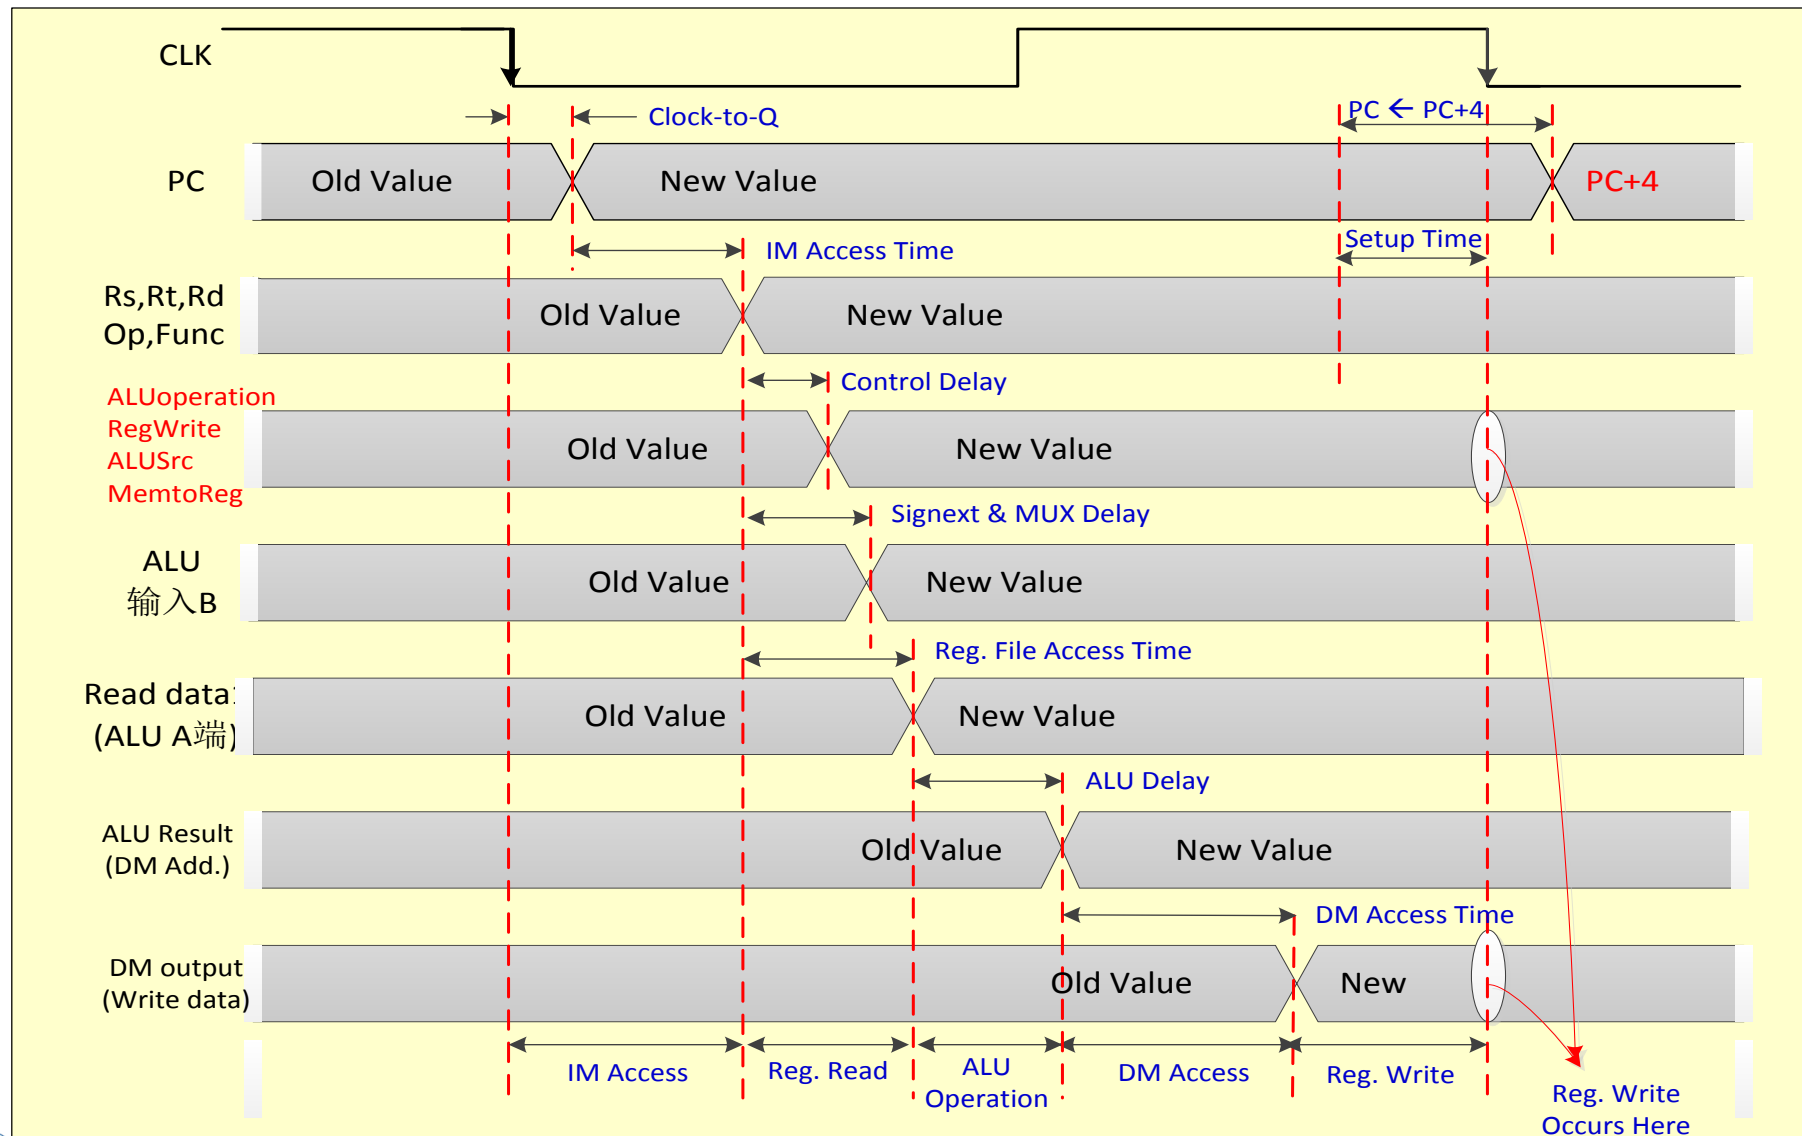 CLK
Clock-to-Q
PC ← PC+4
PC
Old Value
New Value
PC+4
IM Access Time
Setup Time
Rs,Rt,Rd
Op,Func
Old Value
New Value
Control Delay
ALUoperation
RegWrite
ALUSrc
MemtoReg
Old Value
New Value
Signext & MUX Delay
ALU
输入B
Old Value
New Value
Reg. File Access Time
Read data
(ALU A端)
Old Value
New Value
ALU Delay
ALU Result
(DM Add.)
Old Value
New Value
DM Access Time
DM output
(Write data)
Old Value
New
IM Access
Reg. Read
ALU
Operation
DM Access
Reg. Write
Reg. Write
Occurs Here